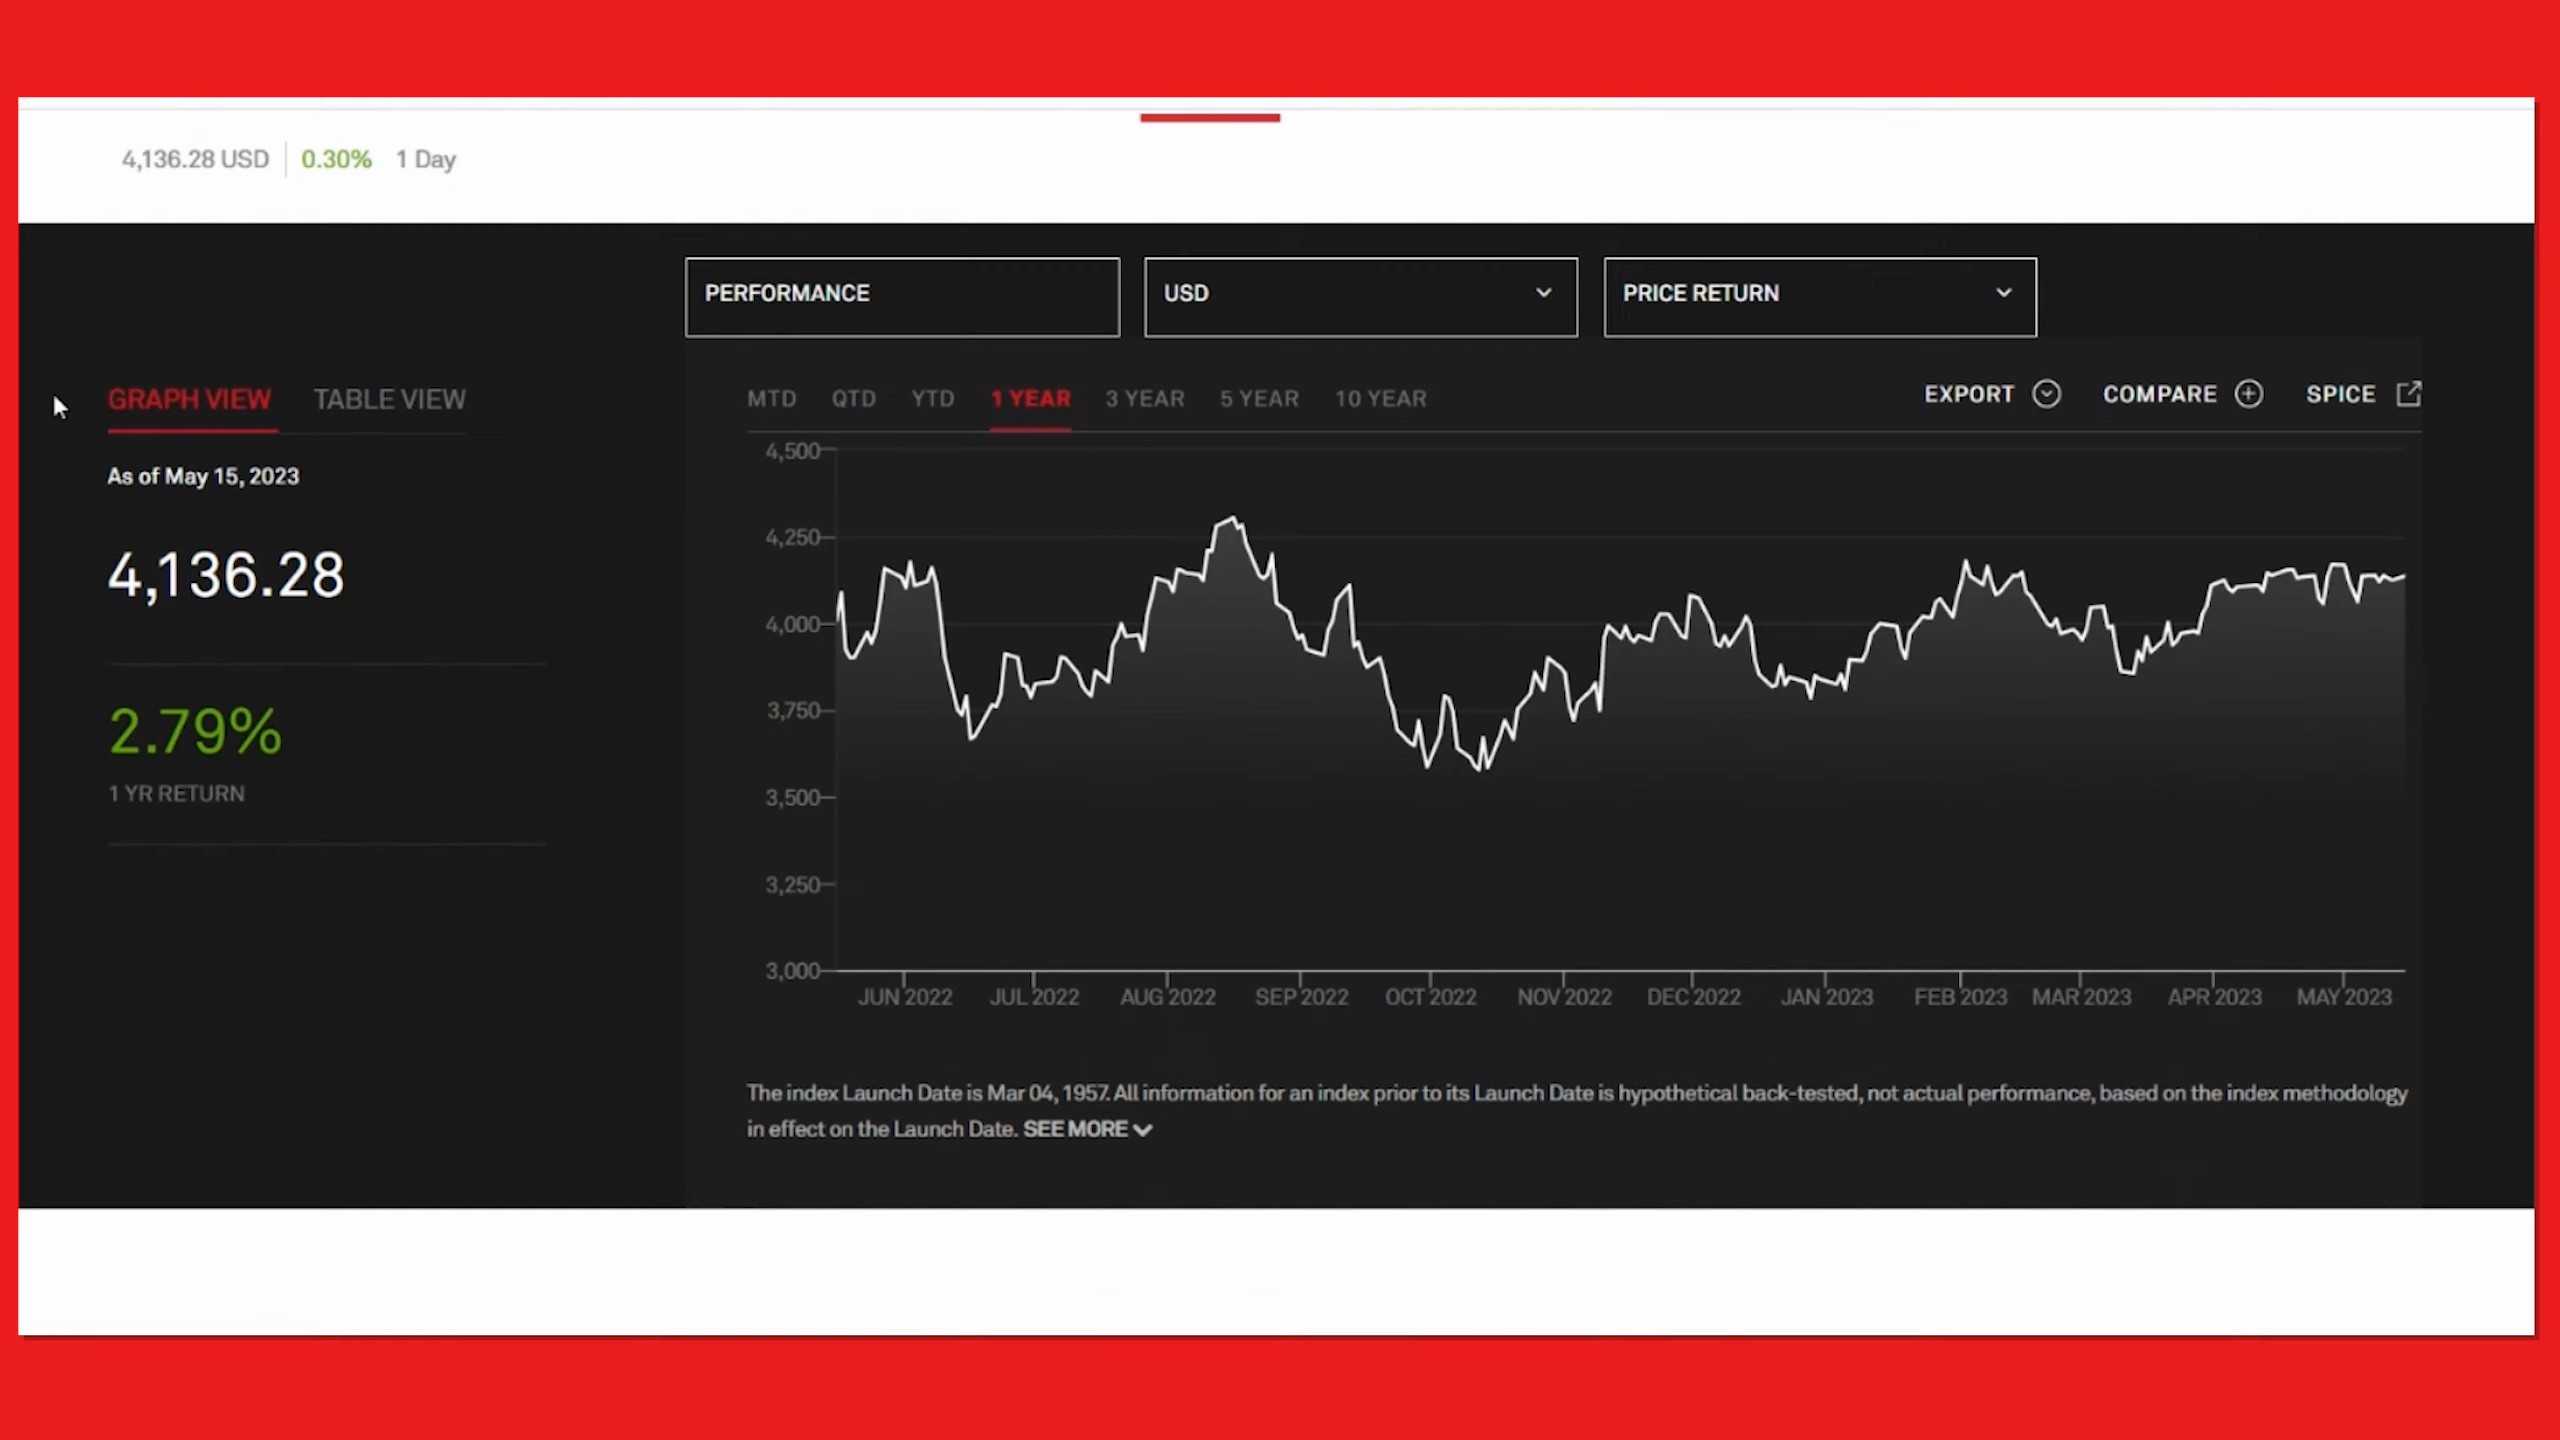 4,136.28 USD 0.30% 1 Day
PERFORMANCE
USD
PRICE RETURN
GRAPH VIEW TABLE VIEW
As of May 15, 2023
4,136.28
2.79%
1 YR RETURN
MTD QTD YTD 1 YEAR 3 YEAR 5 YEAR 10 YEAR
EXPORT COMPARE SPICE
4,500
4,250
4,000
3,750
3,500
3,250
3,000
JUN 2022 JUL 2022 AUG 2022 SEP 2022 OCT 2022 NOV 2022 DEC 2022 JAN 2023 FEB 2023 MAR 2023 APR 2023 MAY 2023
The index Launch Date is Mar 04, 1957. All information for an index prior to its Launch Date is hypothetical back-tested, not actual performance, based on the index methodology
in effect on the Launch Date. SEE MORE